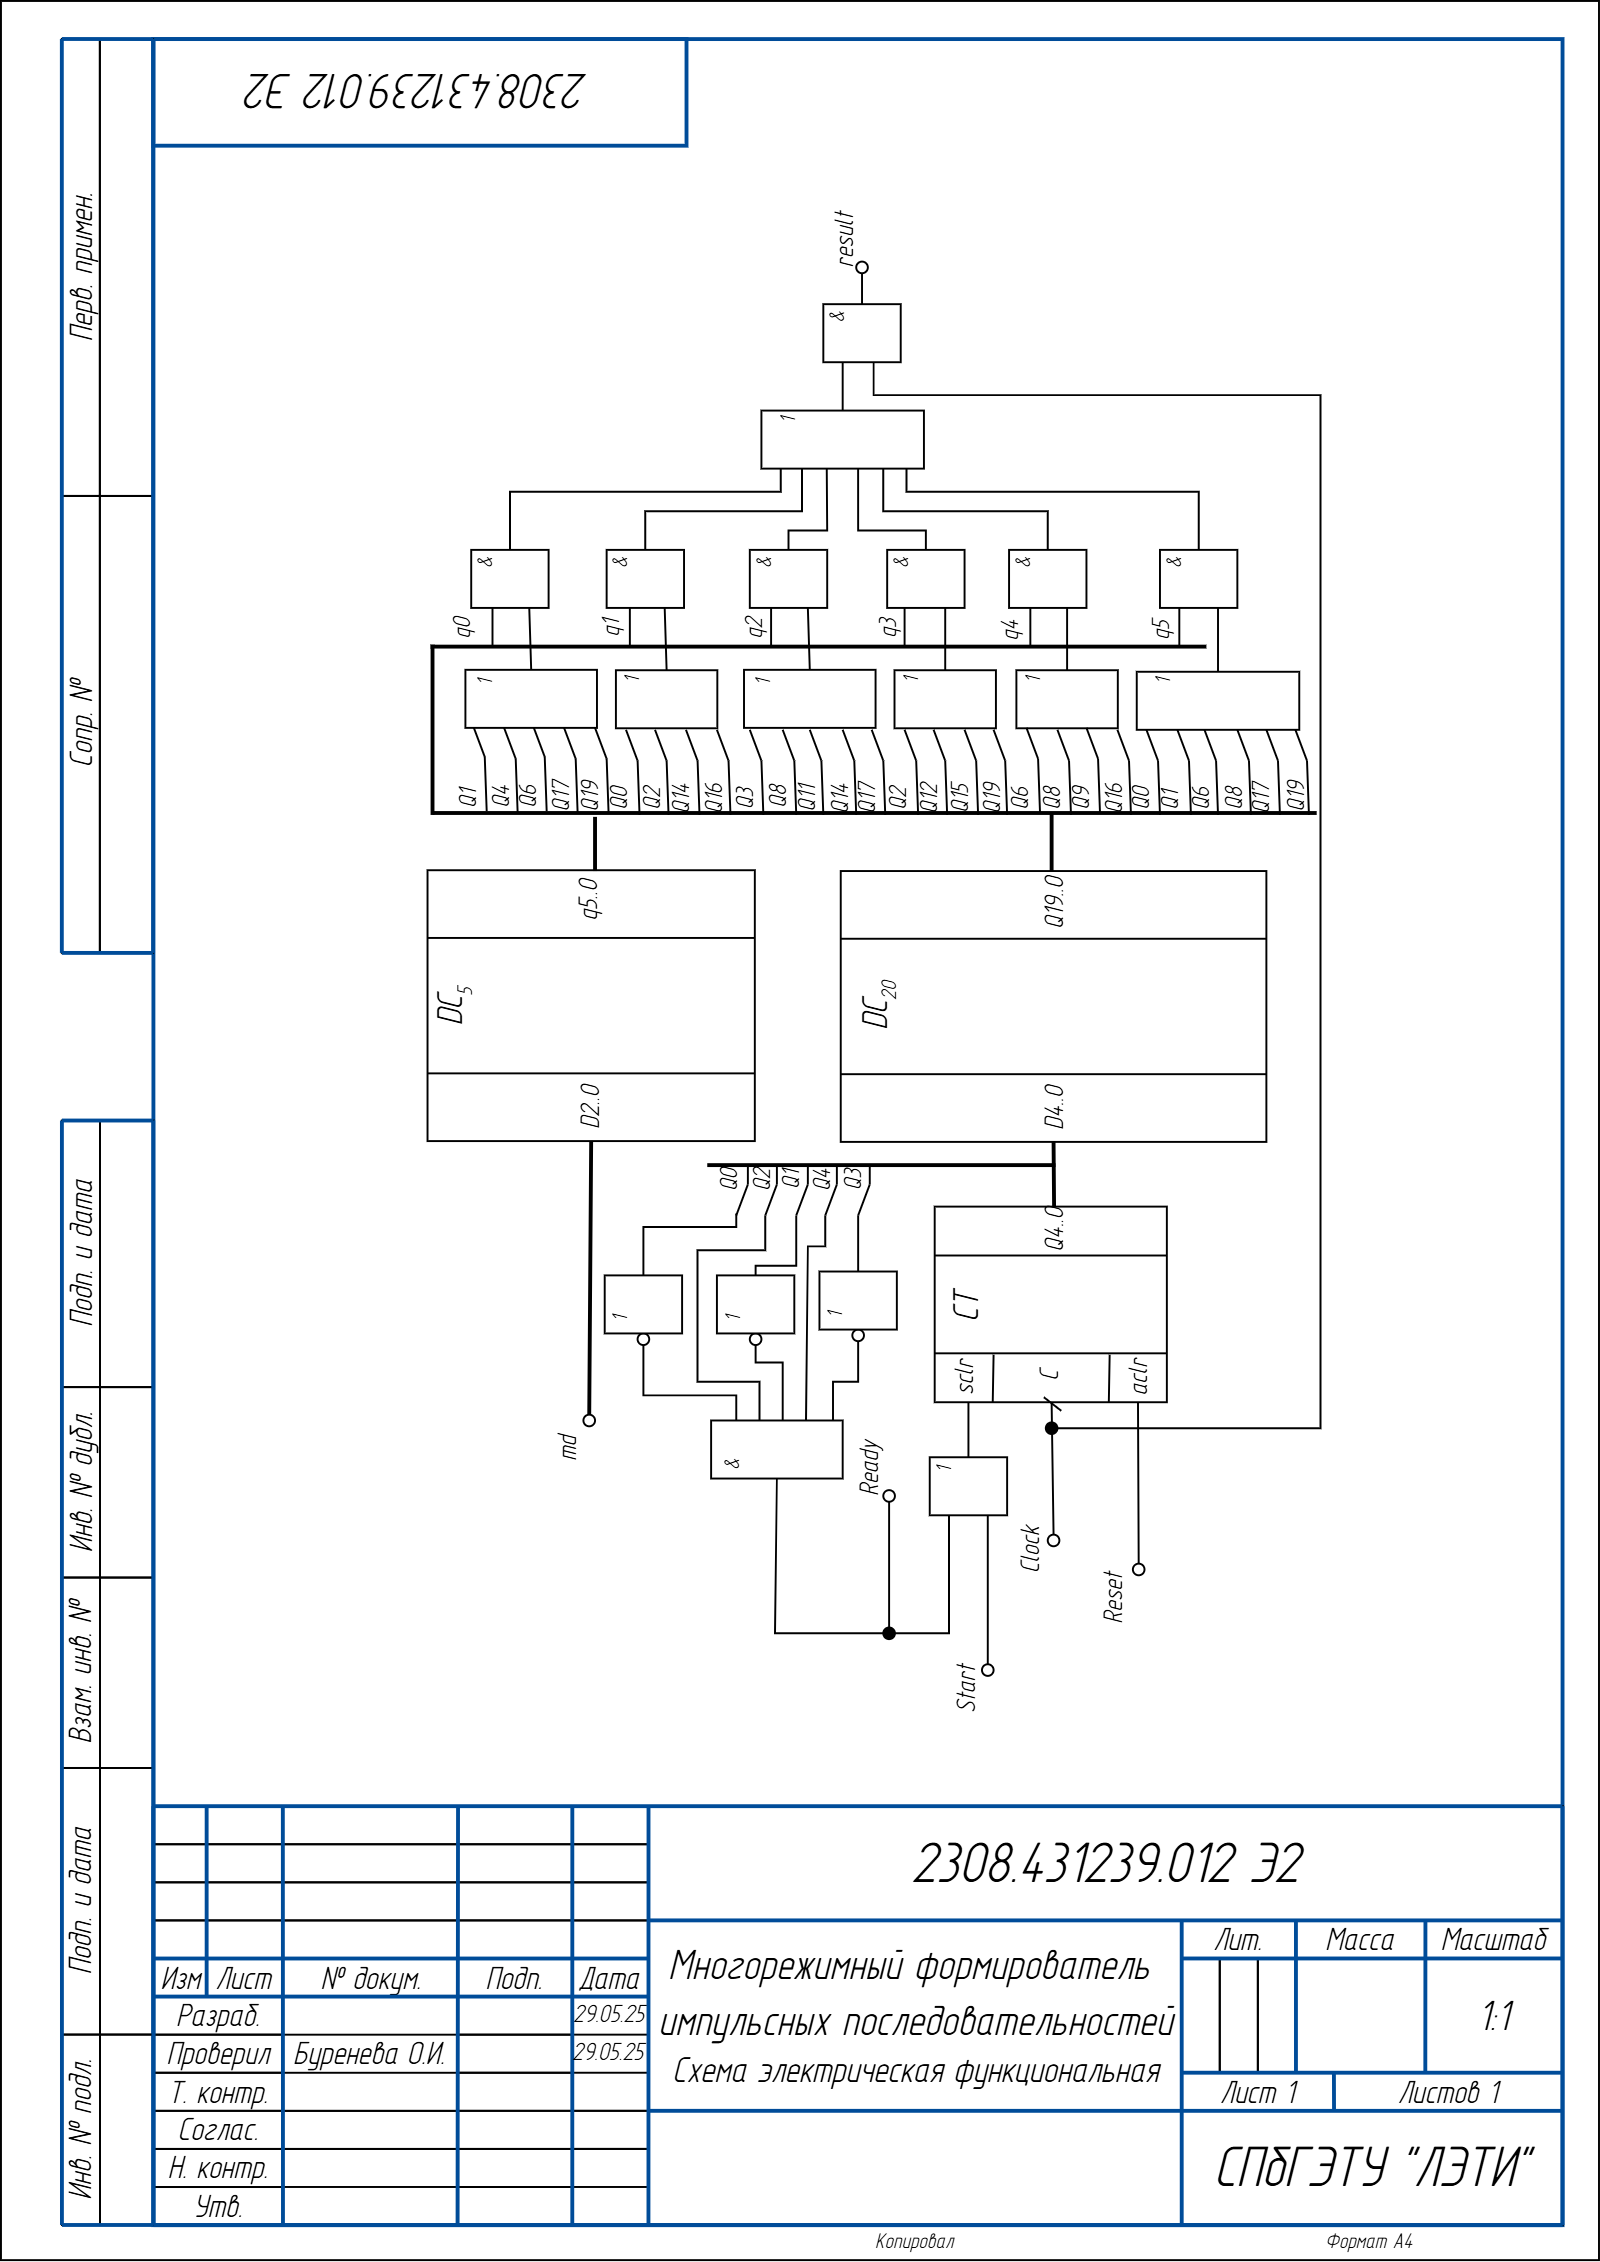 2308.431239.012 Э2
Перв. примен.
Сопр. №
Подп. и дата
Инв. № дубл.
Взам. инв. №
Подп. и дата
Инв. № подл.
result
&
1
& & & & & &
q0 q1 q2 q3 q4 q5
1 1 1 1 1 1
Q1 Q4 Q6 Q17 Q19 Q0 Q2 Q14 Q16 Q3 Q8 Q11 Q14 Q17 Q2 Q12 Q15 Q19 Q6 Q8 Q9 Q16 Q0 Q1 Q6 Q8 Q17 Q19
q5..0 Q19..0
DC5 DC20
D2..0 D4..0
Q0 Q2 Q1 Q4 Q3
Q4..0
1 1 1
CT
sclr C aclr
md
&
Ready
1
Clock
Reset
Start
2308.431239.012 Э2
Изм Лист № докум. Подп. Дата
Разраб. 29.05.25
Проверил Буренева О.И. 29.05.25
Т. контр.
Соглас.
Н. контр.
Утв.
Многорежимный формирователь
импульсных последовательностей
Схема электрическая функциональная
Лит. Масса Масштаб
1:1
Лист 1 Листов 1
СПбГЭТУ "ЛЭТИ"
Копировал Формат А4